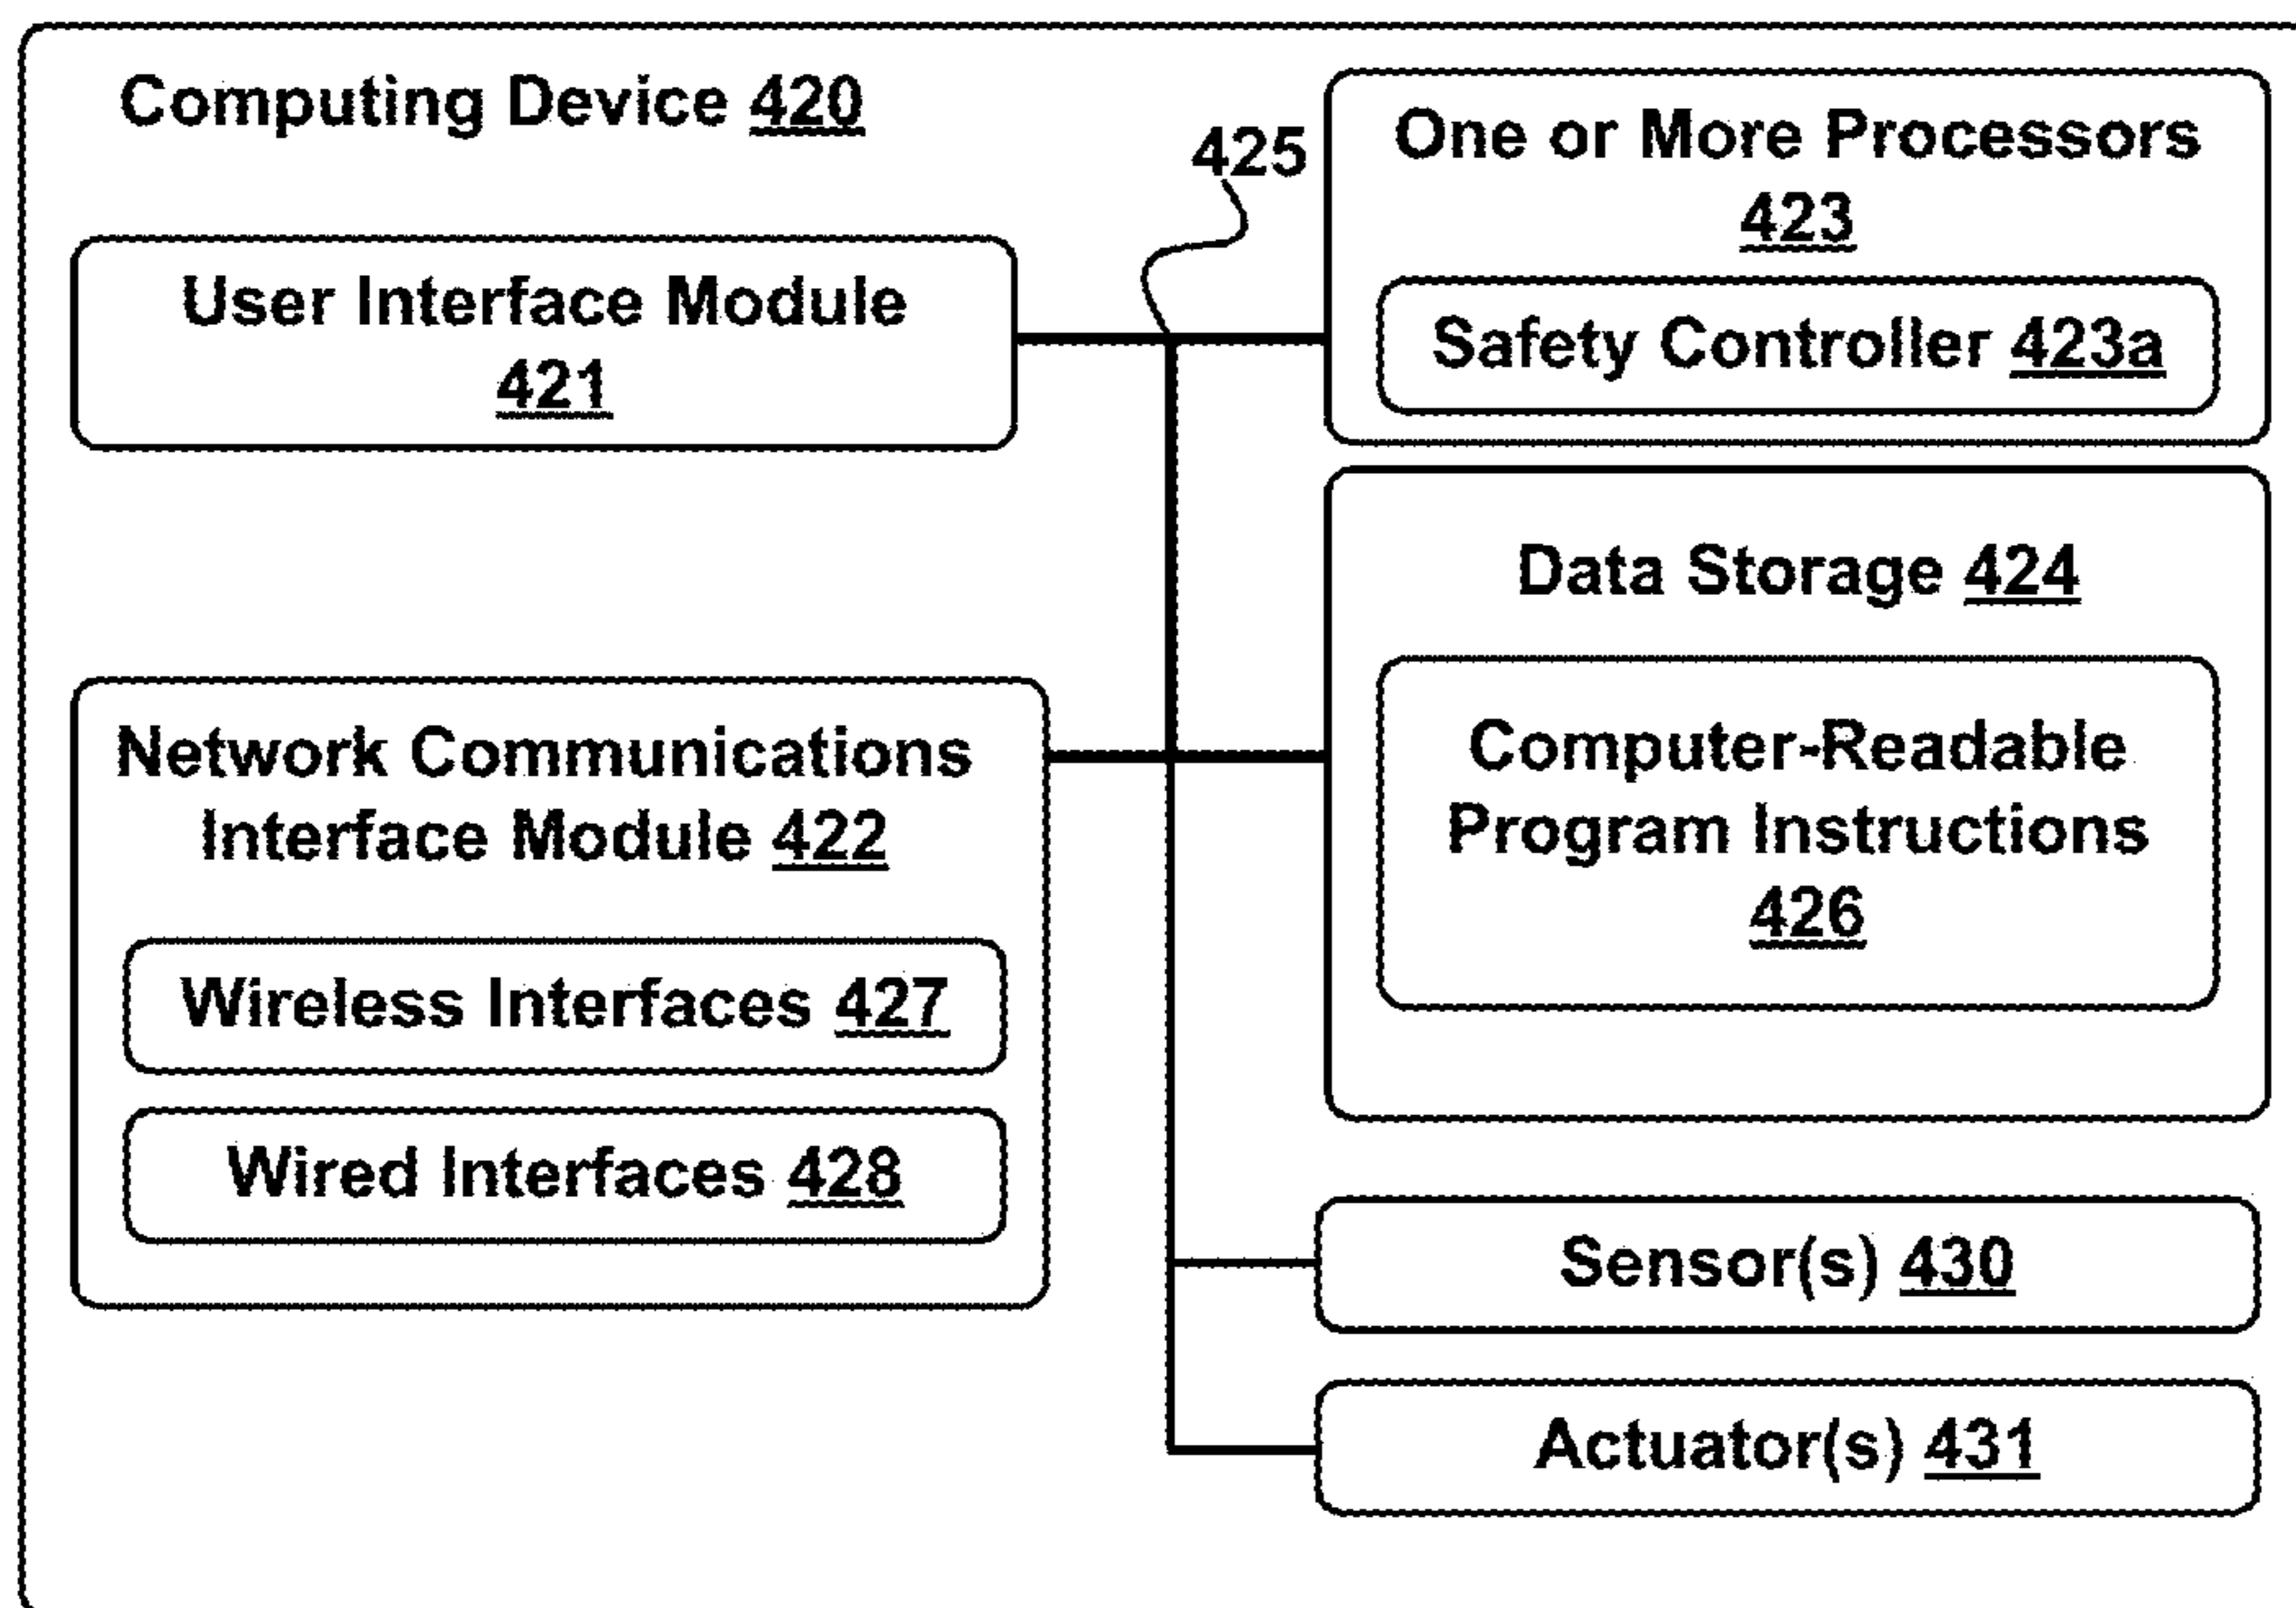 Computing Device 420
425
User Interface Module
421
Network Communications
Interface Module 422
Wireless Interfaces 427
Wired Interfaces 428
One or More Processors
423
Safety Controller 423a
Data Storage 424
Computer-Readable
Program Instructions
426
Sensor(s) 430
Actuator(s) 431